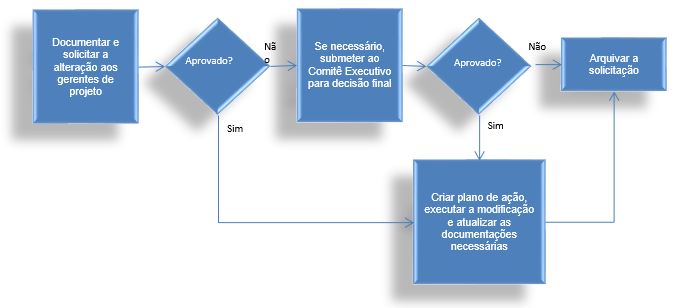 Documentar e
solicitar a
alteração aos
gerentes de
projeto
Aprovado?
Nã
o
Sim
Se necessário,
submeter ao
Comitê Executivo
para decisão final
Aprovado?
Não
Sim
Arquivar a
solicitação
Criar plano de ação,
executar a modificação
e atualizar as
documentações
necessárias